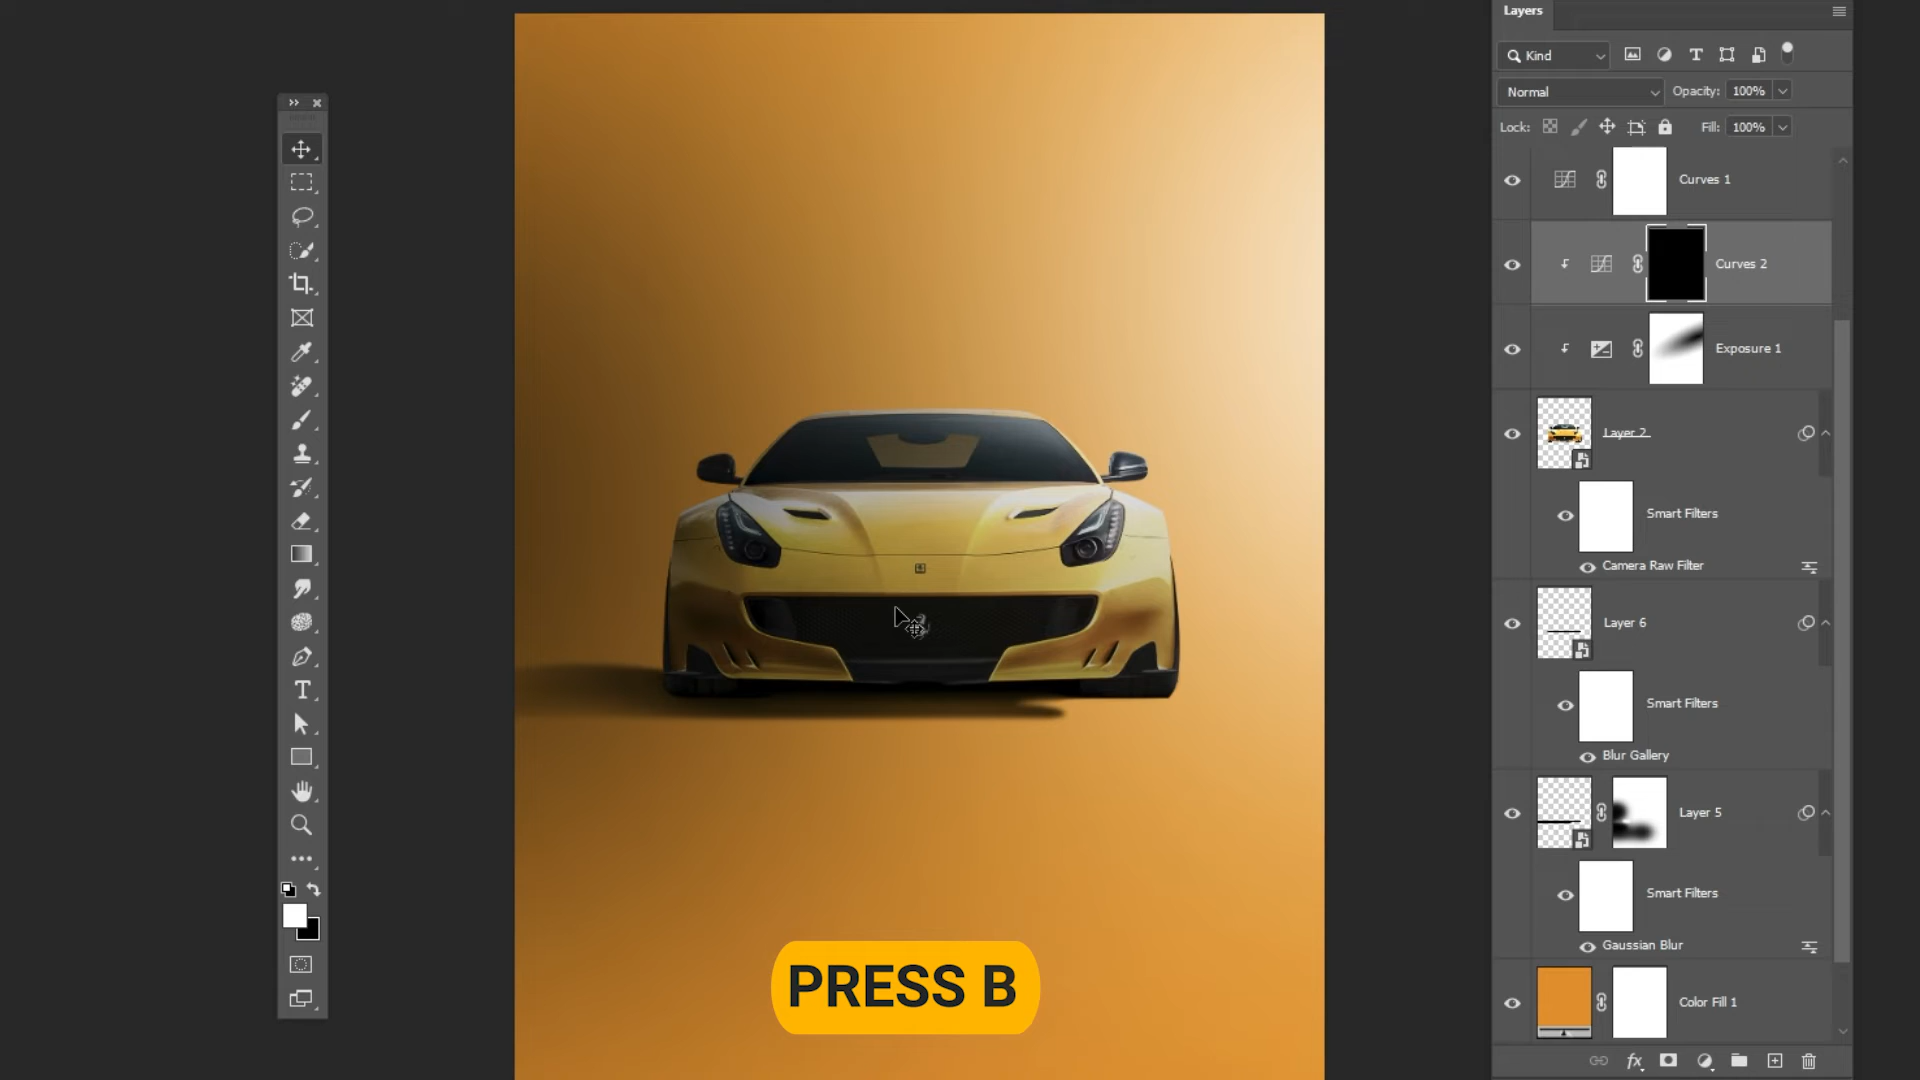 Layers
Kind
Normal
Opacity: 100%
Lock:
Fill: 100%
Curves 1
Curves 2
Exposure 1
Layer 2
Smart Filters
Camera Raw Filter
Layer 6
Smart Filters
Blur Gallery
Layer 5
Smart Filters
Gaussian Blur
Color Fill 1
PRESS B